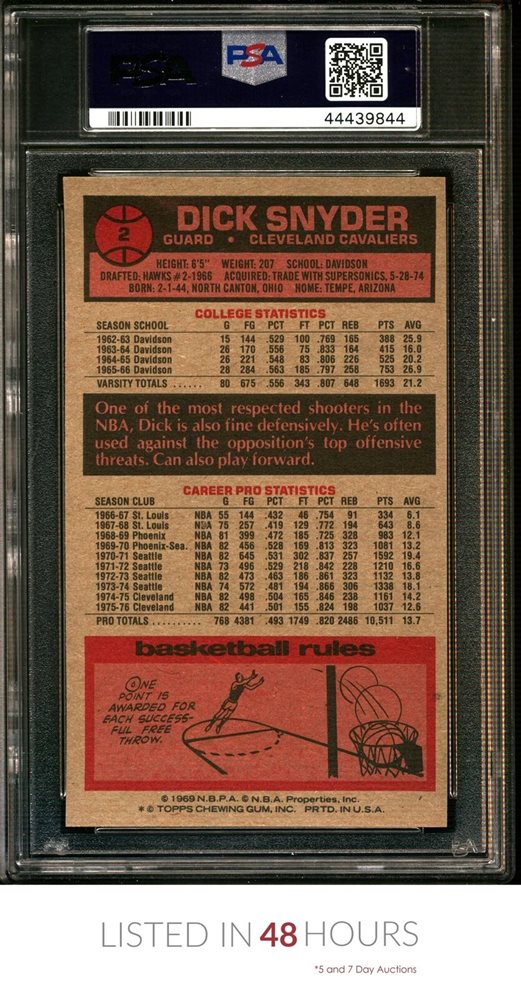 PSA PSA
44439844
2 DICK SNYDER
GUARD • CLEVELAND CAVALIERS
HEIGHT: 6'5" WEIGHT: 207 SCHOOL: DAVIDSON
DRAFTED: HAWKS #2-1966 ACQUIRED: TRADE WITH SUPERSONICS, 5-28-74
BORN: 2-1-44, NORTH CANTON, OHIO HOME: TEMPE, ARIZONA
COLLEGE STATISTICS
SEASON SCHOOL G FG PCT FT PCT REB PTS AVG
1962-63 Davidson 15 144 .529 100 .769 165 388 25.9
1963-64 Davidson 26 170 .556 75 .833 164 415 16.0
1964-65 Davidson 26 221 .548 83 .806 226 525 20.2
1965-66 Davidson 28 284 .563 185 .797 258 753 26.9
VARSITY TOTALS ...... 80 675 .556 343 .807 648 1693 21.2
One of the most respected shooters in the
NBA, Dick is also fine defensively. He's often
used against the opposition's top offensive
threats. Can also play forward.
CAREER PRO STATISTICS
SEASON CLUB G FG PCT FT PCT REB PTS AVG
1966-67 St. Louis NBA 55 144 .432 46 .754 91 334 6.1
1967-68 St. Louis NBA 75 257 .419 129 .772 194 643 8.6
1968-69 Phoenix NBA 81 399 .472 185 .725 328 983 12.1
1969-70 Phoenix-Sea. NBA 82 456 .528 169 .813 323 1081 13.2
1970-71 Seattle NBA 82 645 .531 302 .837 257 1592 19.4
1971-72 Seattle NBA 73 496 .529 218 .842 228 1210 16.6
1972-73 Seattle NBA 82 473 .463 186 .861 323 1132 13.8
1973-74 Seattle NBA 74 572 .481 194 .866 306 1338 18.1
1974-75 Cleveland NBA 82 498 .504 165 .846 238 1161 14.2
1975-76 Cleveland NBA 82 441 .501 155 .824 198 1037 12.6
PRO TOTALS .......... 768 4381 .493 1749 .820 2486 10,511 13.7
basketball rules
ONE
POINT IS
AWARDED FOR
EACH SUCCESS-
FUL FREE
THROW.
© 1969 N.B.P.A. © N.B.A. Properties, Inc.
*© TOPPS CHEWING GUM, INC. PRTD. IN U.S.A.
LISTED IN 48 HOURS
*5 and 7 Day Auctions